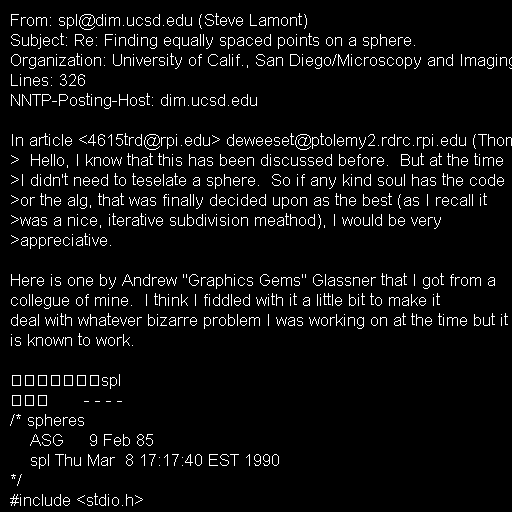 From: spl@dim.ucsd.edu (Steve Lamont)
Subject: Re: Finding equally spaced points on a sphere.
Organization: University of Calif., San Diego/Microscopy and Imaging
Lines: 326
NNTP-Posting-Host: dim.ucsd.edu

In article <4615trd@rpi.edu> deweeset@ptolemy2.rdrc.rpi.edu (Thom
>  Hello, I know that this has been discussed before.  But at the time
>I didn't need to teselate a sphere.  So if any kind soul has the code
>or the alg, that was finally decided upon as the best (as I recall it
>was a nice, iterative subdivision meathod), I would be very
>appreciative.

Here is one by Andrew "Graphics Gems" Glassner that I got from a
collegue of mine.  I think I fiddled with it a little bit to make it
deal with whatever bizarre problem I was working on at the time but it
is known to work.

□□□□□□□spl
□□□       - - - -
/* spheres
    ASG     9 Feb 85
    spl Thu Mar  8 17:17:40 EST 1990
*/
#include <stdio.h>